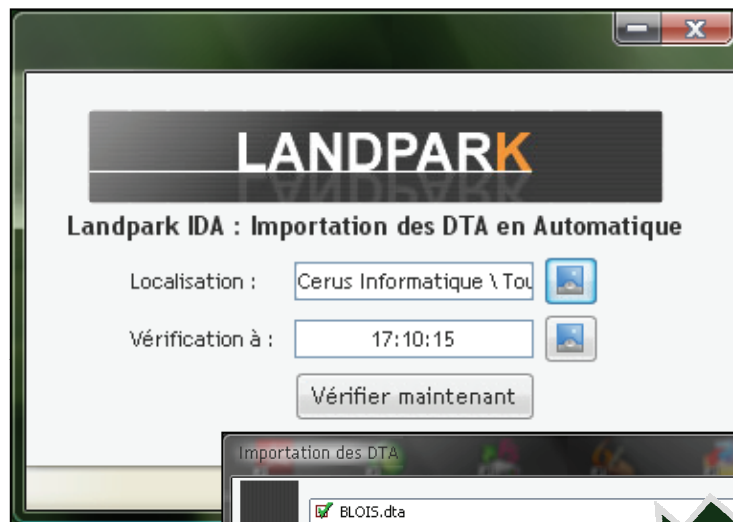 LANDPARK
Landpark IDA : Importation des DTA en Automatique
Localisation :
Cerus Informatique \ Tou
Vérification à :
17:10:15
Vérifier maintenant
Importation des DTA
BLOIS.dta